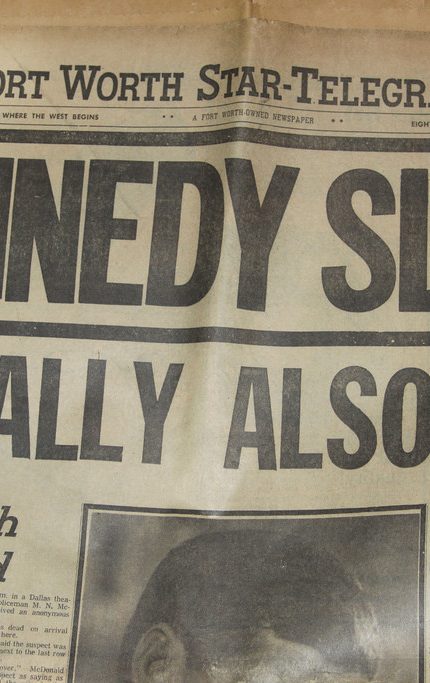 ORT WORTH STAR-TELEGR
WHERE THE WEST BEGINS • • A FORT WORTH-OWNED NEWSPAPER • • EIGH
NNEDY SL
ALLY ALSO
h
d
m. in a Dallas thea-
oliceman M. N. Mc-
ived an anonymous
s dead on arrival
here.
aid the suspect was
next to the last row
over," McDonald
pect as saying as